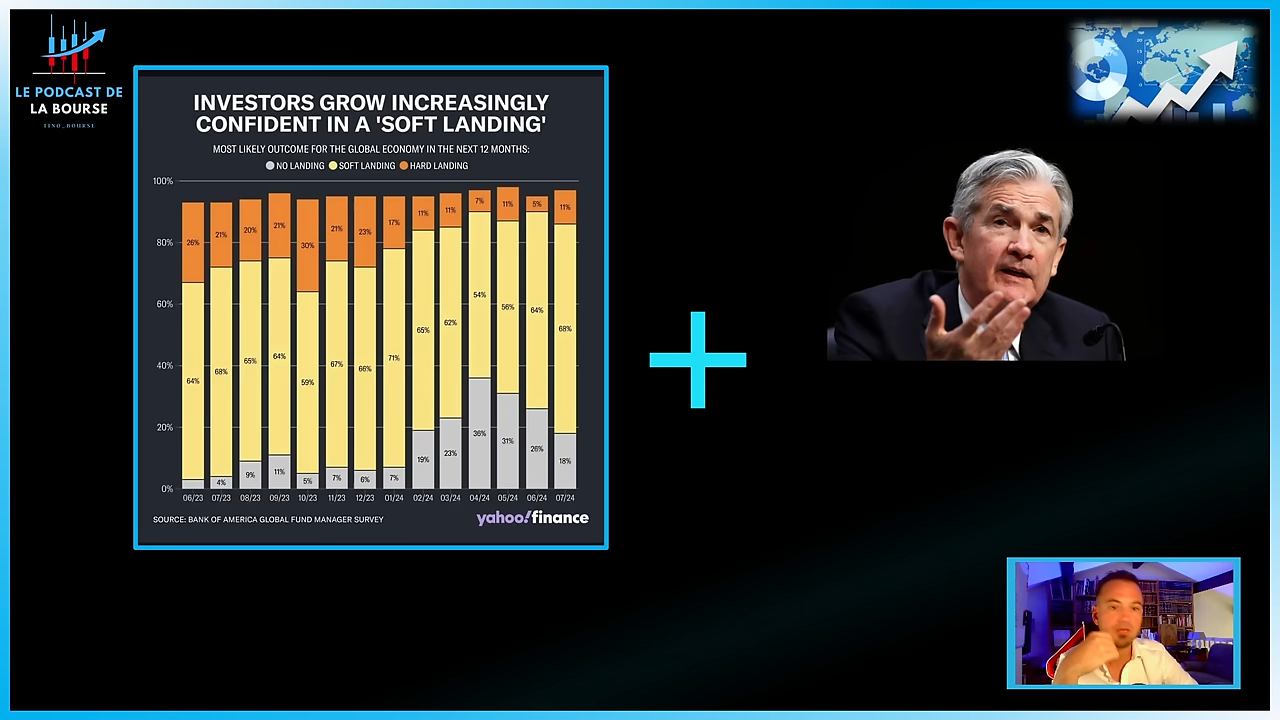 LE PODCAST DE
LA BOURSE
TINO_BOURSE
INVESTORS GROW INCREASINGLY
CONFIDENT IN A 'SOFT LANDING'
MOST LIKELY OUTCOME FOR THE GLOBAL ECONOMY IN THE NEXT 12 MONTHS:
NO LANDING SOFT LANDING HARD LANDING
100%
80%
60%
40%
20%
0%
26% 21% 20% 21% 30% 21% 23% 17% 11% 11% 7% 11% 5% 11%
64% 68% 65% 64% 59% 67% 66% 71% 65% 62% 54% 56% 64% 68%
4% 9% 11% 5% 7% 6% 7% 19% 23% 36% 31% 26% 18%
06/23 07/23 08/23 09/23 10/23 11/23 12/23 01/24 02/24 03/24 04/24 05/24 06/24 07/24
SOURCE: BANK OF AMERICA GLOBAL FUND MANAGER SURVEY
yahoo!finance